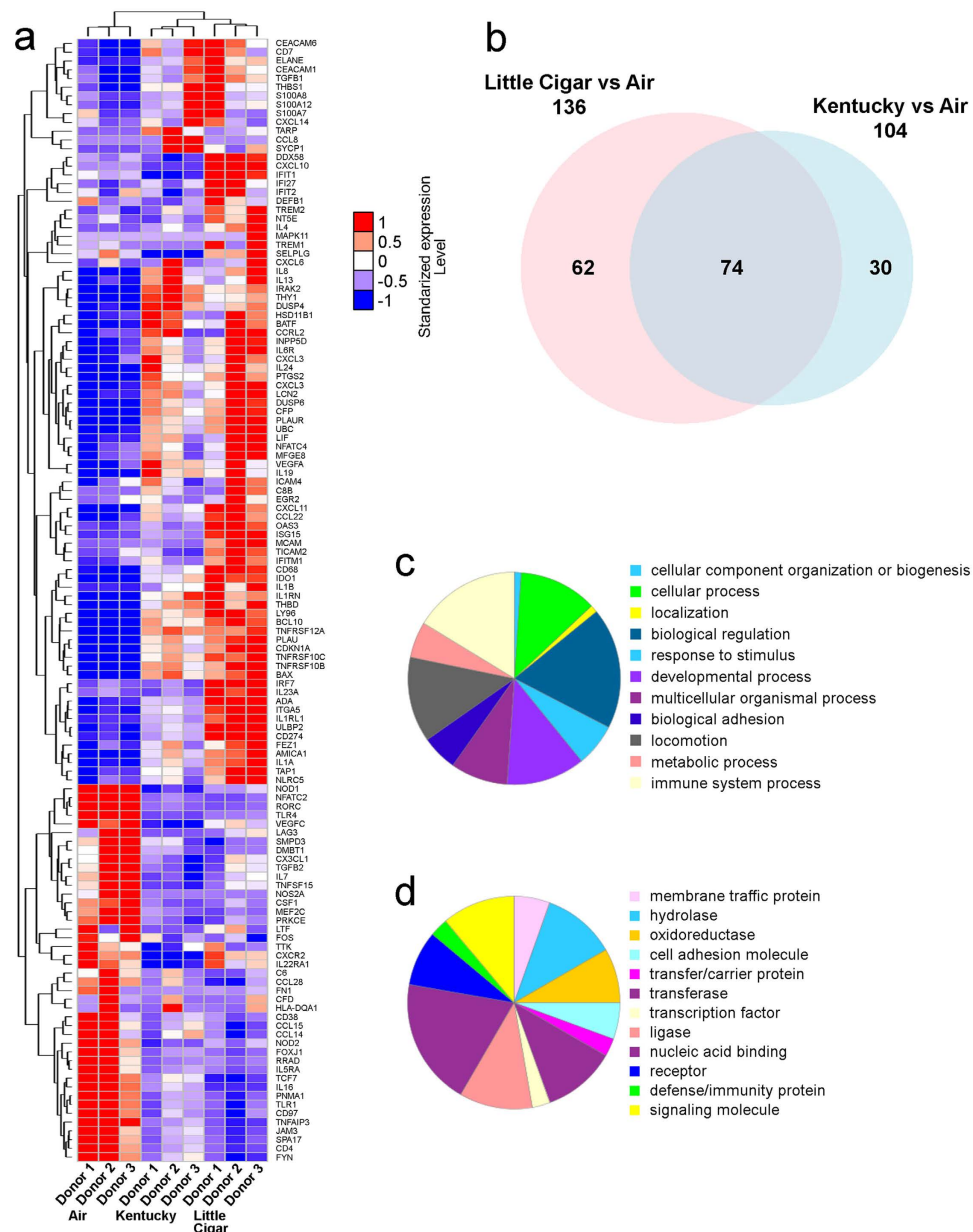 a
CEACAM6
CD7
ELANE
CEACAM1
TGFB1
THBS1
S100A8
S100A12
S100A7
CXCL14
TARP
CCL8
SYCP1
DDX58
CXCL10
IFIT1
IFI27
IFIT2
DEFB1
TREM2
NT5E
IL4
MAPK11
TREM1
SELPLG
CXCL6
IL8
IL13
IRAK2
THY1
DUSP4
HSD11B1
BATF
CCRL2
INPP5D
IL6R
CXCL3
IL24
PTGS2
CXCL3
LCN2
DUSP6
CFP
PLAUR
UBC
LIF
NFATC4
MFGE8
VEGFA
IL19
ICAM4
C8B
EGR2
CXCL11
CCL22
OAS3
ISG15
MCAM
TICAM2
IFITM1
CD68
IDO1
IL1B
IL1RN
THBD
LY96
BCL10
TNFRSF12A
PLAU
CDKN1A
TNFRSF10C
TNFRSF10B
BAX
IRF7
IL23A
ADA
ITGA5
IL1RL1
ULBP2
CD274
FEZ1
AMICA1
IL1A
TAP1
NLRC5
NOD1
NFATC2
RORC
TLR4
VEGFC
LAG3
SMPD3
DMBT1
CX3CL1
TGFB2
IL7
TNFSF15
NOS2A
CSF1
MEF2C
PRKCE
LTF
FOS
TTK
CXCR2
IL22RA1
C6
CCL28
FN1
CFD
HLA-DQA1
CD38
CCL15
CCL14
NOD2
FOXJ1
RRAD
IL5RA
TCF7
IL16
PNMA1
TLR1
CD97
TNFAIP3
JAM3
SPA17
CD4
FYN
Donor 1 Donor 2 Donor 3 Donor 1 Donor 2 Donor 3 Donor 1 Donor 2 Donor 3
Air Kentucky Little
Cigar
1
0.5
0
-0.5
-1
Standarized expression
Level
b
Little Cigar vs Air
136
Kentucky vs Air
104
62 74 30
c
cellular component organization or biogenesis
cellular process
localization
biological regulation
response to stimulus
developmental process
multicellular organismal process
biological adhesion
locomotion
metabolic process
immune system process
d
membrane traffic protein
hydrolase
oxidoreductase
cell adhesion molecule
transfer/carrier protein
transferase
transcription factor
ligase
nucleic acid binding
receptor
defense/immunity protein
signaling molecule